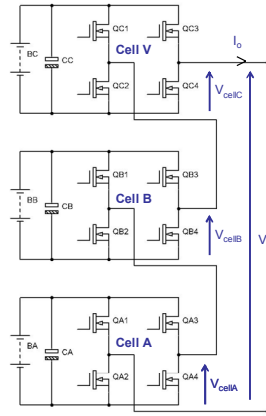 QC1
QC3
BC
CC
Cell V
QC2
QC4
I₀
VcellC
QB1
QB3
BB
CB
Cell B
QB2
QB4
VcellB
V
QA1
QA3
BA
CA
Cell A
QA2
QA4
VcellA